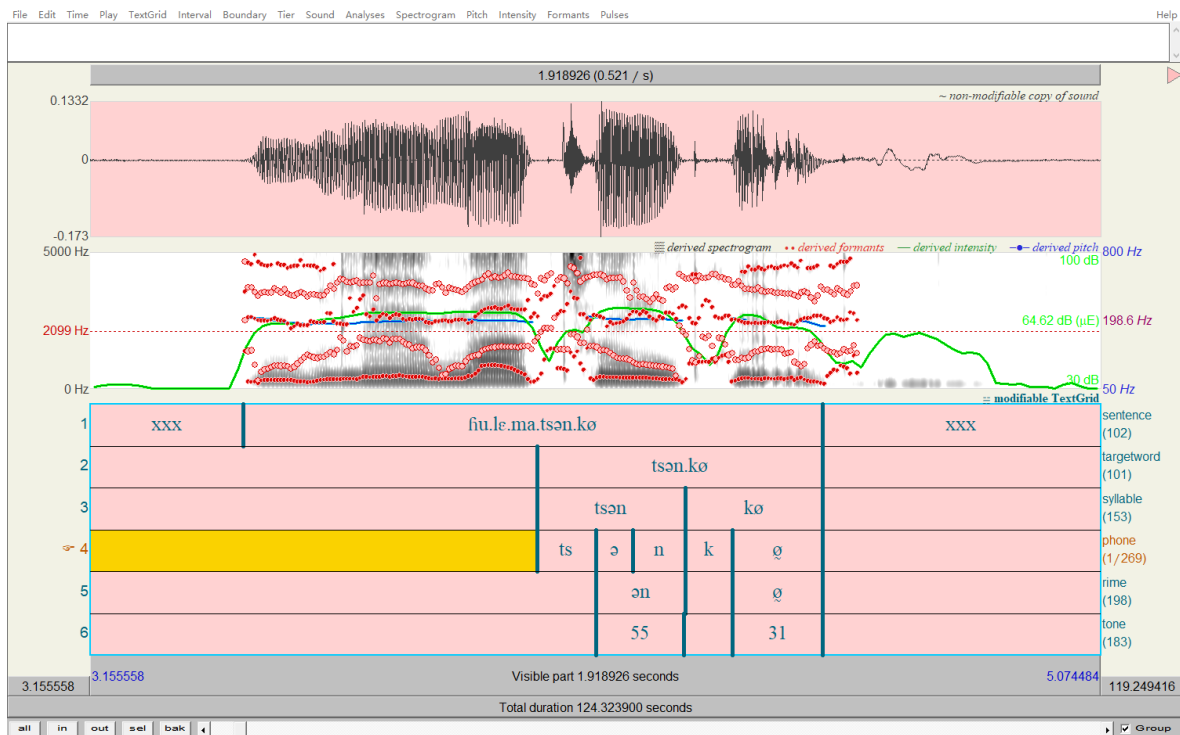 File Edit Time Play TextGrid Interval Boundary Tier Sound Analyses Spectrogram Pitch Intensity Formants Pulses Help
1.918926 (0.521 / s)
~ non-modifiable copy of sound
0.1332
0
-0.173
derived spectrogram derived formants derived intensity derived pitch
5000 Hz 800 Hz
100 dB
2099 Hz 64.62 dB (µE) 198.6 Hz
30 dB
0 Hz 50 Hz
modifiable TextGrid
1 xxx ɦu.lɛ.ma.tsən.kø xxx sentence (102)
2 tsən.kø targetword (101)
3 tsən kø syllable (153)
4 ts ə n k ø̰ phone (1/269)
5 ən ø̰ rime (198)
6 55 31 tone (183)
3.155558 3.155558 Visible part 1.918926 seconds 5.074484 119.249416
Total duration 124.323900 seconds
all in out sel bak Group